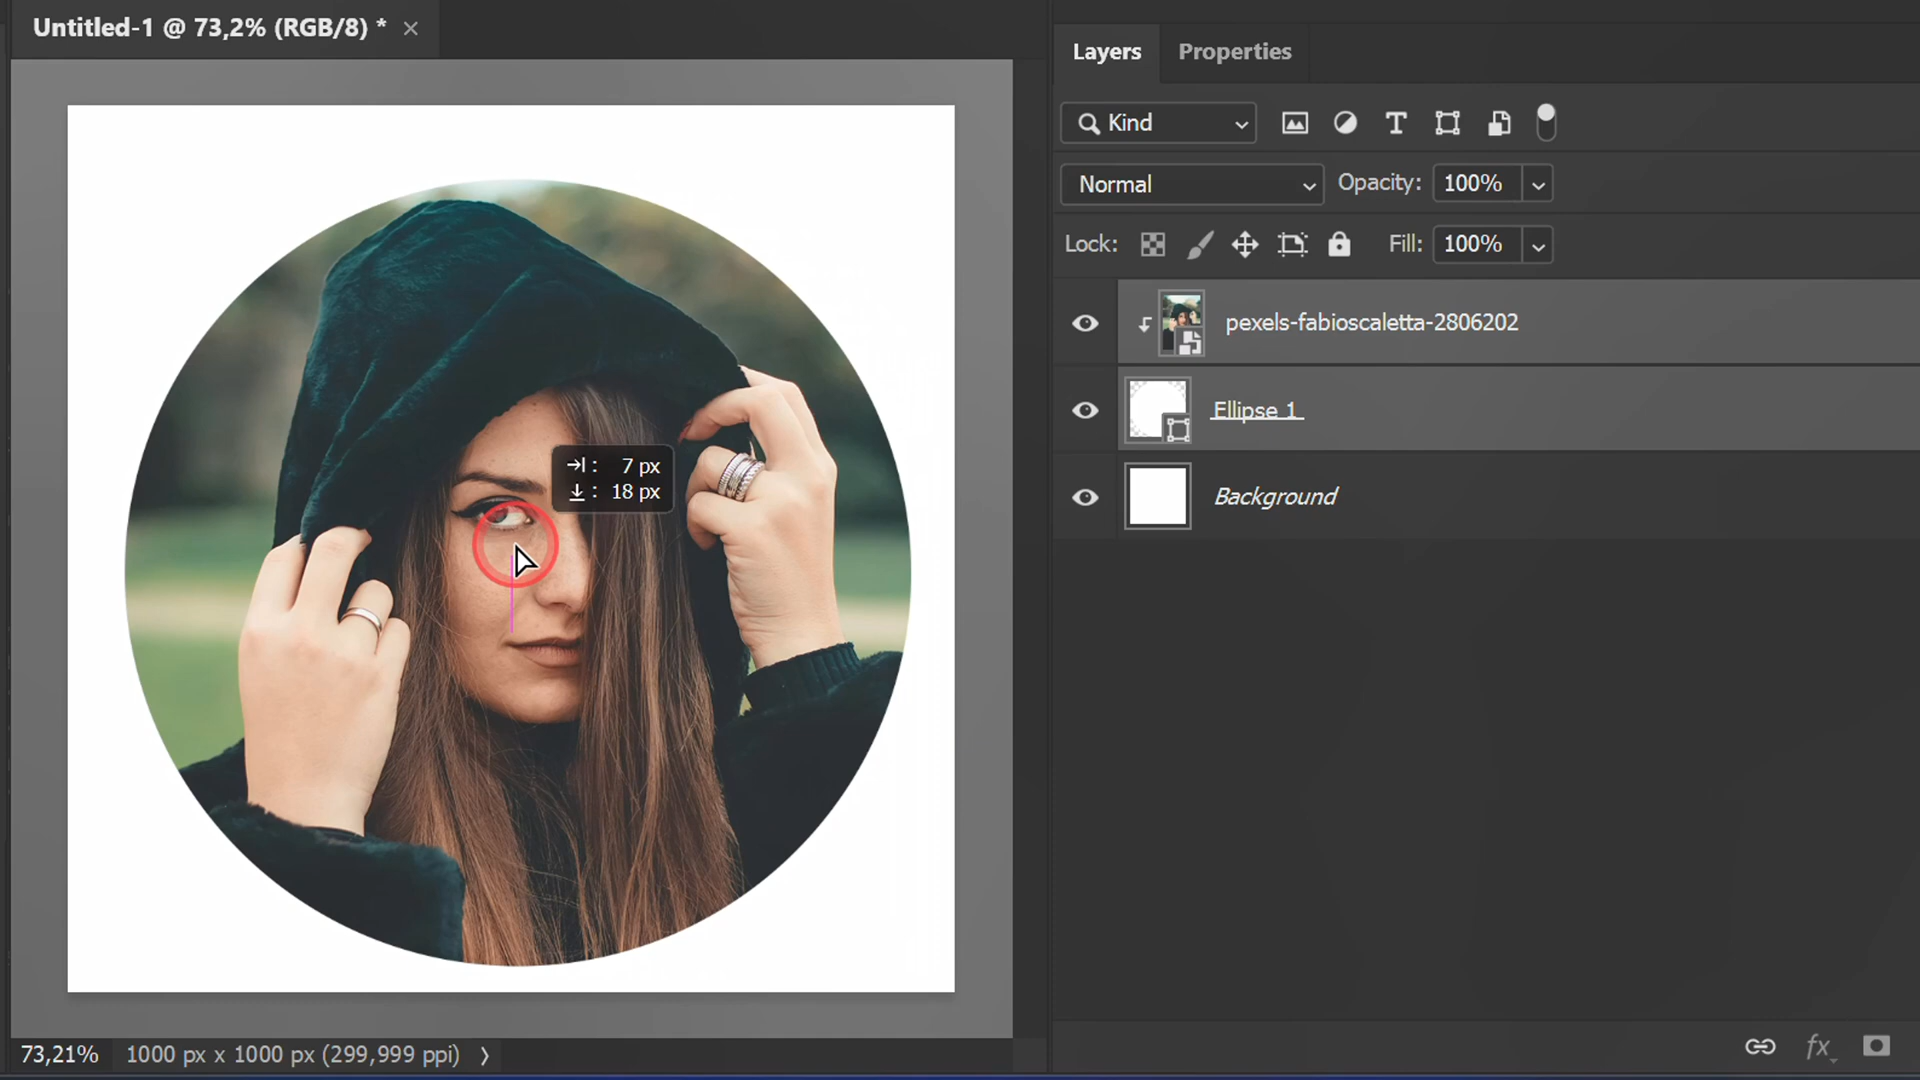 Untitled-1 @ 73,2% (RGB/8) *
Layers
Properties
Kind
Normal
Opacity: 100%
Lock:
Fill: 100%
pexels-fabioscaletta-2806202
Ellipse 1
Background
7 px
18 px
73,21%
1000 px x 1000 px (299,999 ppi)
fx